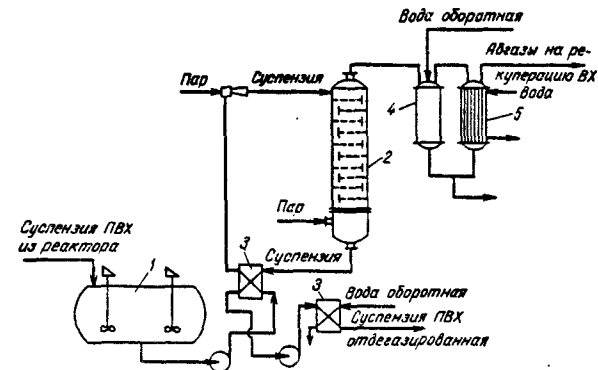 Вода оборотная
Абгазы на ре-
куперацию ВХ
Пар
Суспензия
Вода
4
5
2
Пар
Суспензия ПВХ
из реактора
1
3
Суспензия
3
Вода оборотная
Суспензия ПВХ
отдегазированная